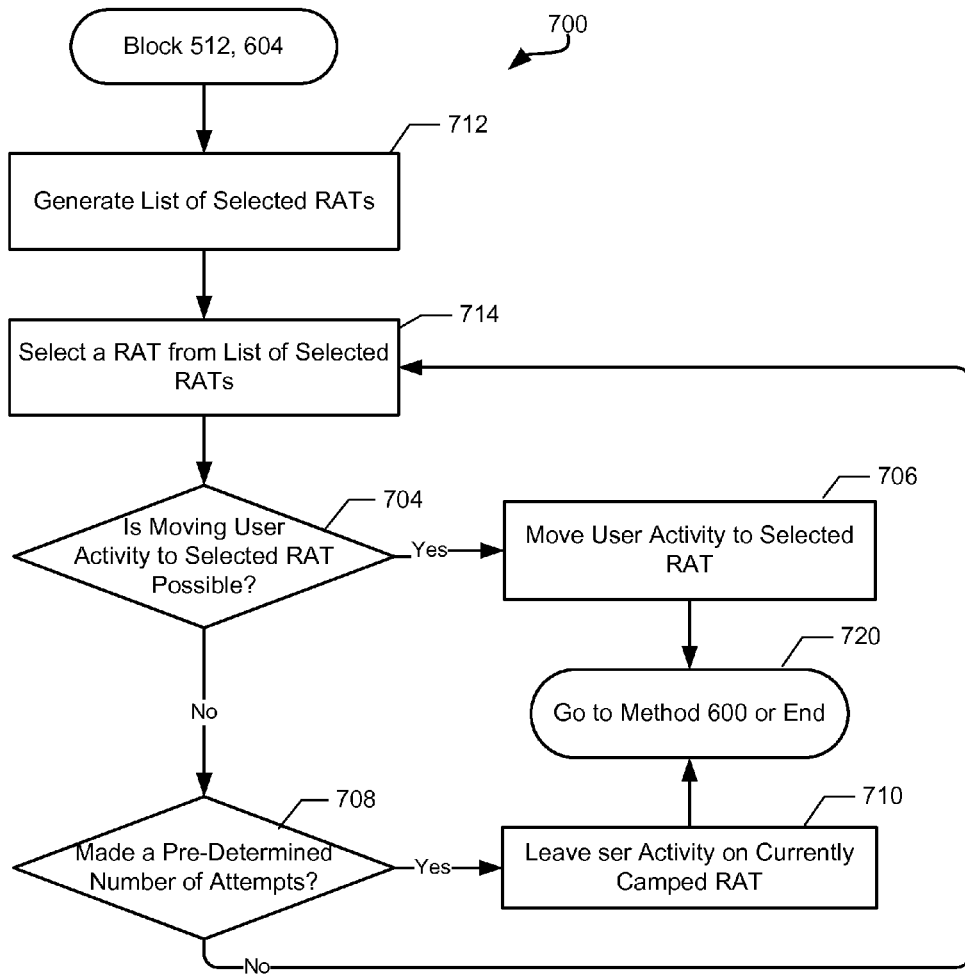 Block 512, 604
700
712
Generate List of Selected RATs
714
Select a RAT from List of Selected
RATs
704
Is Moving User
Activity to Selected RAT
Possible?
Yes
706
Move User Activity to Selected
RAT
720
Go to Method 600 or End
No
708
Made a Pre-Determined
Number of Attempts?
Yes
710
Leave ser Activity on Currently
Camped RAT
No